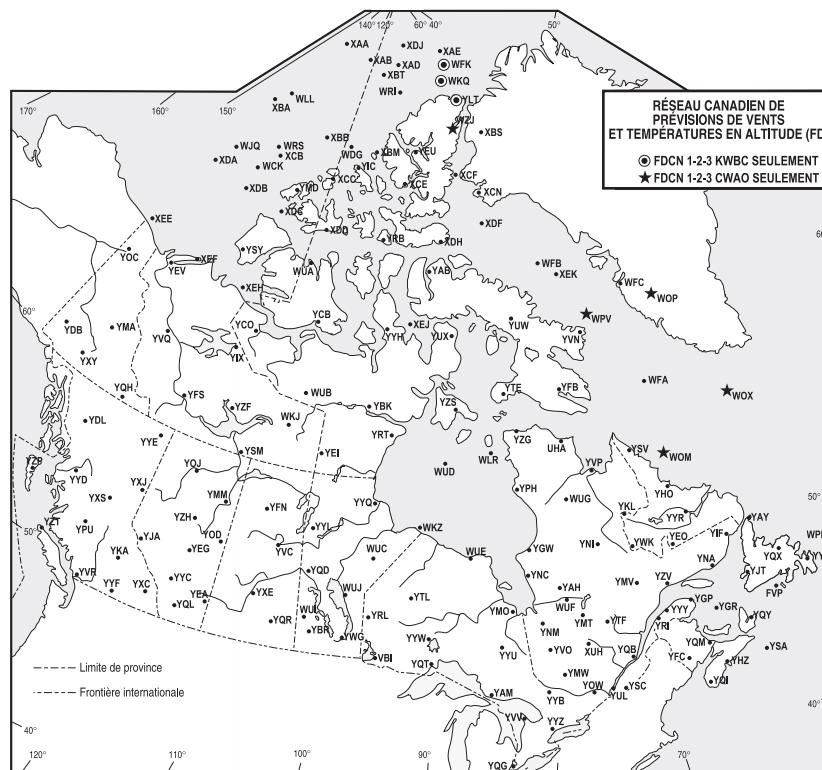 140° 120° 60° 40° 50°
XAA XDJ XAE
XAB XAD WFK
XBT WKQ
170° 160° 150° WLL WRI YLT
XBA WZJ
RÉSEAU CANADIEN DE
PRÉVISIONS DE VENTS
ET TEMPÉRATURES EN ALTITUDE (FD
FDCN 1-2-3 KWBC SEULEMENT
FDCN 1-2-3 CWAO SEULEMENT
XBB XBS
WJQ WRS WDG XBM YEU
XDA XCB
WCK YIC
XDB YMD XCC XCE XCF
XCN
XEE XDC XDD XDF
YRB XDH
YOC YSY
YEV XEF WUA YAB WFB
XEK
XEH WFC WOP
60°
YDB YMA YVQ YCO YCB YYH XEJ YUW WPV
YIX YUX YVN
YXY
YQH YFS YZF WUB YBK YZS YTE YFB WFA WOX
YDL WKJ
YYE YRT YZG
YSM YEI UHA YSV
YZP YYD YOJ WUD WLR YVP WOM
XJ YPH YHO
YXS YMM YFN YYQ WUG
50° YZT YPU YZH YYL WKZ YKL YYR YAY
YJA YOD YVC YGW YNI YWK YEO YIF WPI
YKA YEG WUC WUE YQX YY
YVR YYF YXC YYC YQD YNC YAH YMV YZV YNA YJT
YQL YEA YXE WUJ YTL YMO WUF YGP YGR FVP
YQR WUL YRL YNM YMT YTF YRI YYY YQY
YBR YWG YYW YYU YVO XUH YQB YQM YSA
VBI YQT YMW YFC YHZ
YAM YYB YOW YUL YSC YQI
Limite de province
Frontière internationale
YVV YYZ 40°
40°
YQG
120° 110° 100° 90° 70°